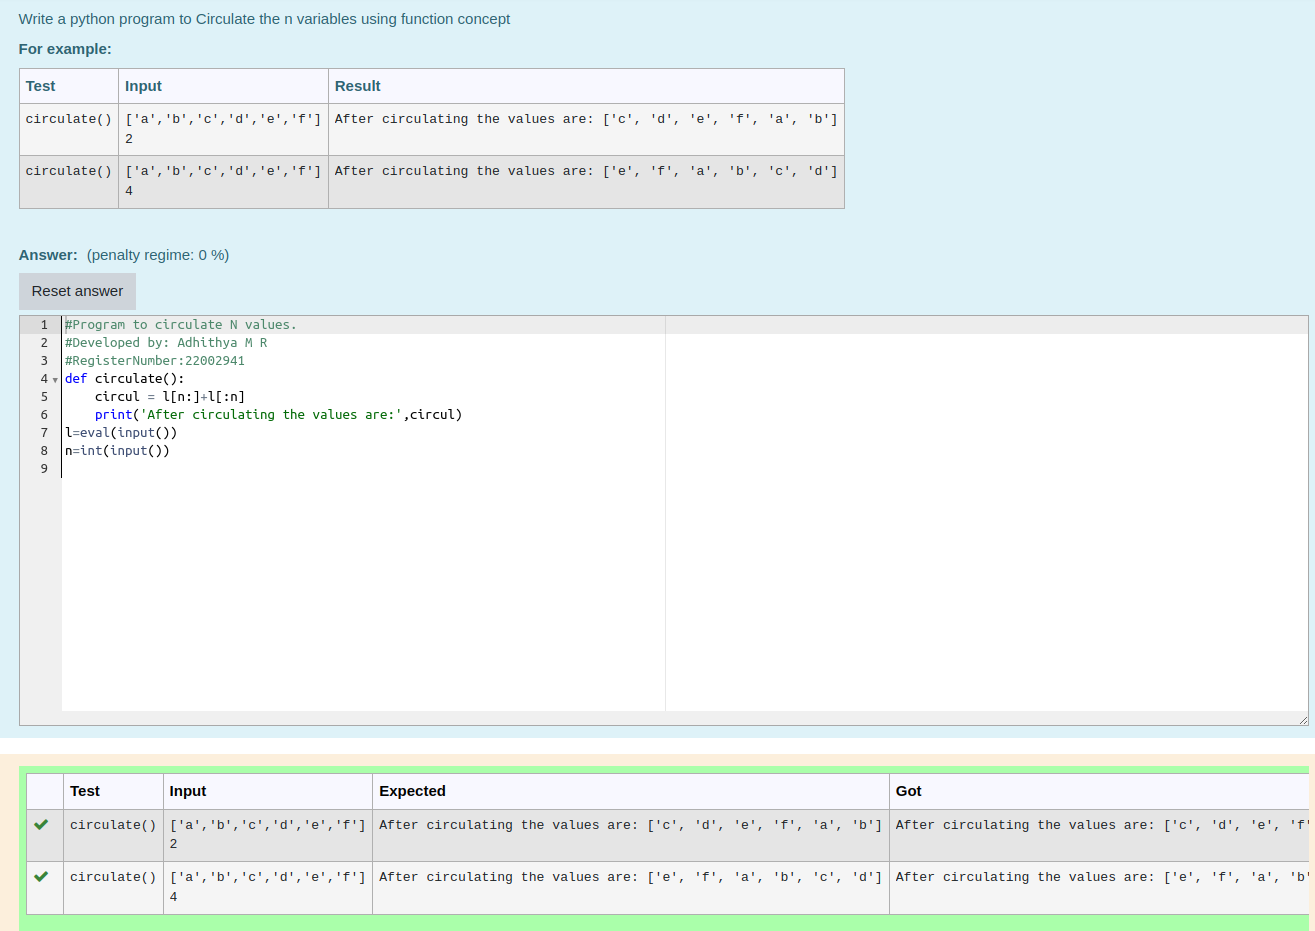 Write a python program to Circulate the n variables using function concept
For example:
Test Input Result
circulate() ['a','b','c','d','e','f'] After circulating the values are: ['c', 'd', 'e', 'f', 'a', 'b']
2
circulate() ['a','b','c','d','e','f'] After circulating the values are: ['e', 'f', 'a', 'b', 'c', 'd']
4
Answer: (penalty regime: 0 %)
Reset answer
1 #Program to circulate N values.
2 #Developed by: Adhithya M R
3 #RegisterNumber:22002941
4 def circulate():
5     circul = l[n:]+l[:n]
6     print('After circulating the values are:',circul)
7 l=eval(input())
8 n=int(input())
9
Test Input Expected Got
circulate() ['a','b','c','d','e','f'] After circulating the values are: ['c', 'd', 'e', 'f', 'a', 'b'] After circulating the values are: ['c', 'd', 'e', 'f'
2
circulate() ['a','b','c','d','e','f'] After circulating the values are: ['e', 'f', 'a', 'b', 'c', 'd'] After circulating the values are: ['e', 'f', 'a', 'b'
4